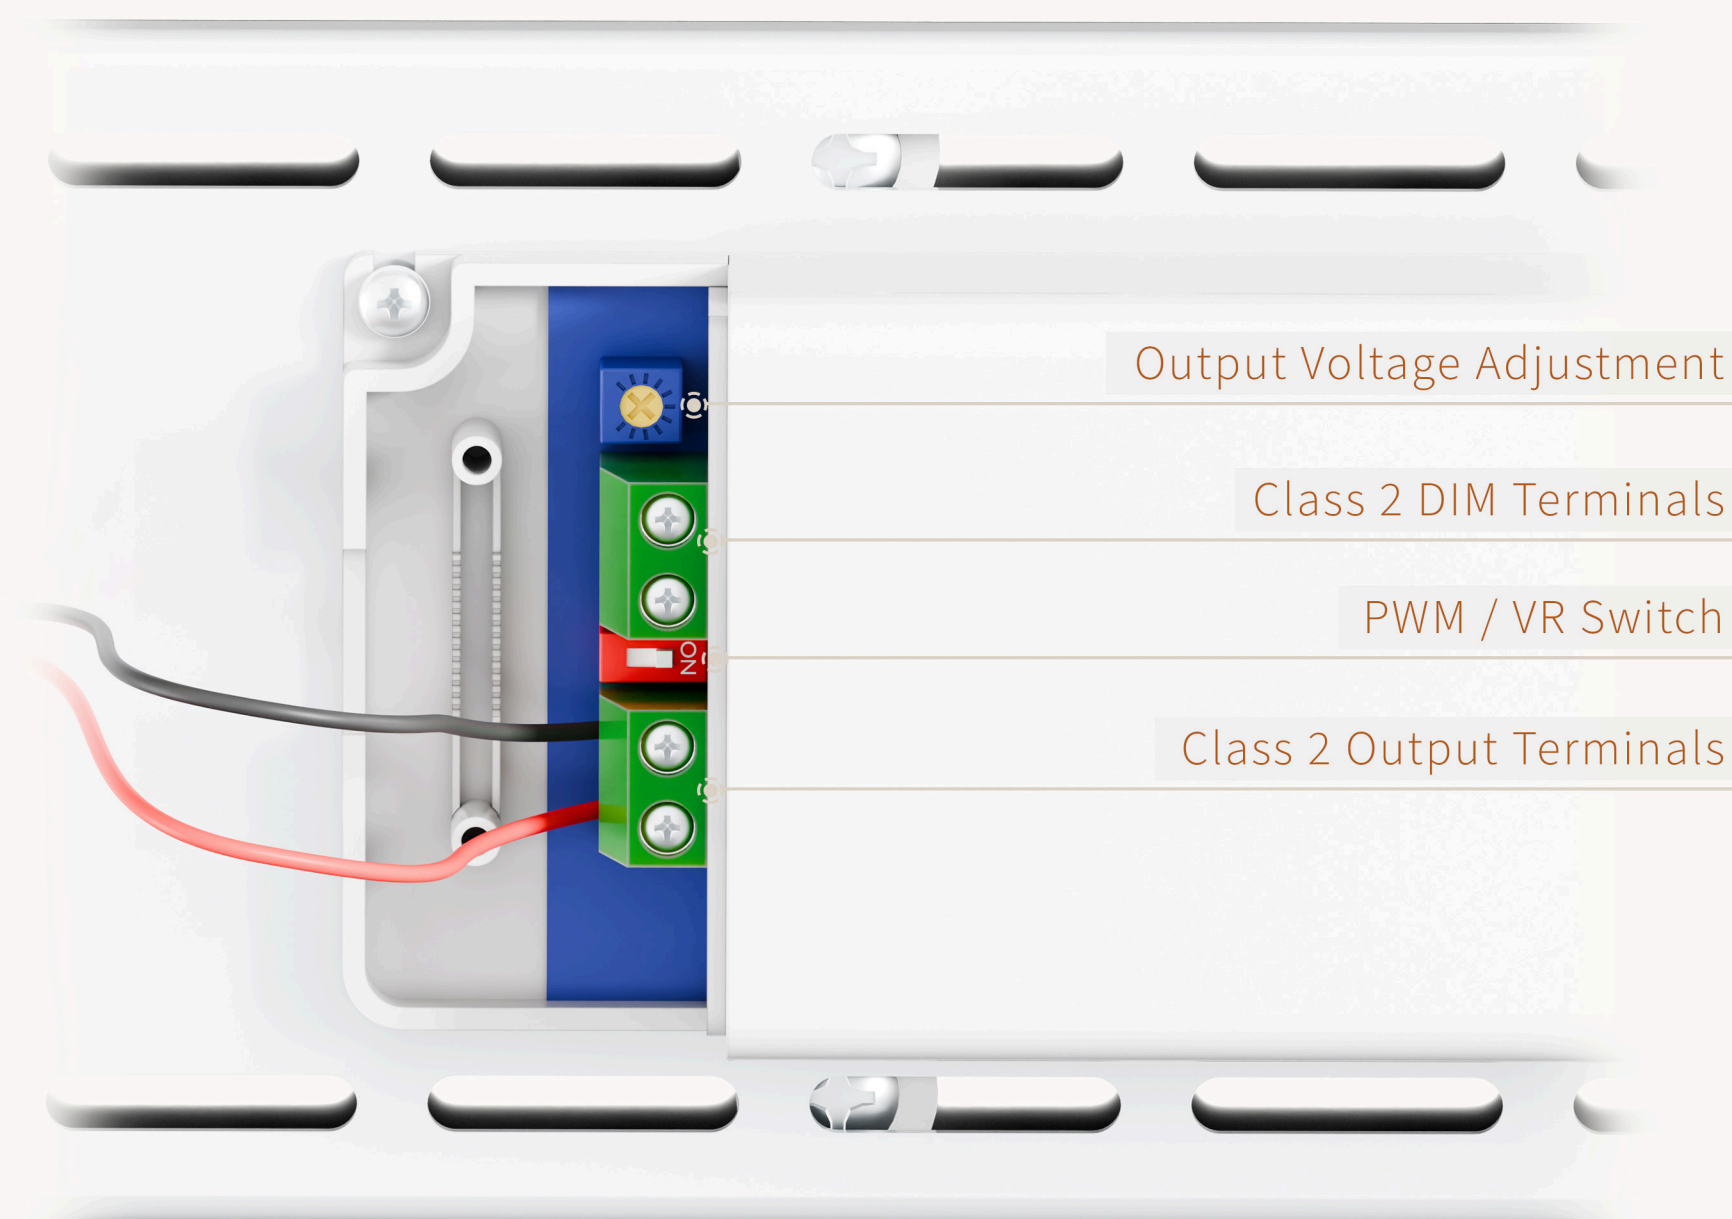 Output Voltage Adjustment
Class 2 DIM Terminals
PWM / VR Switch
ON
Class 2 Output Terminals